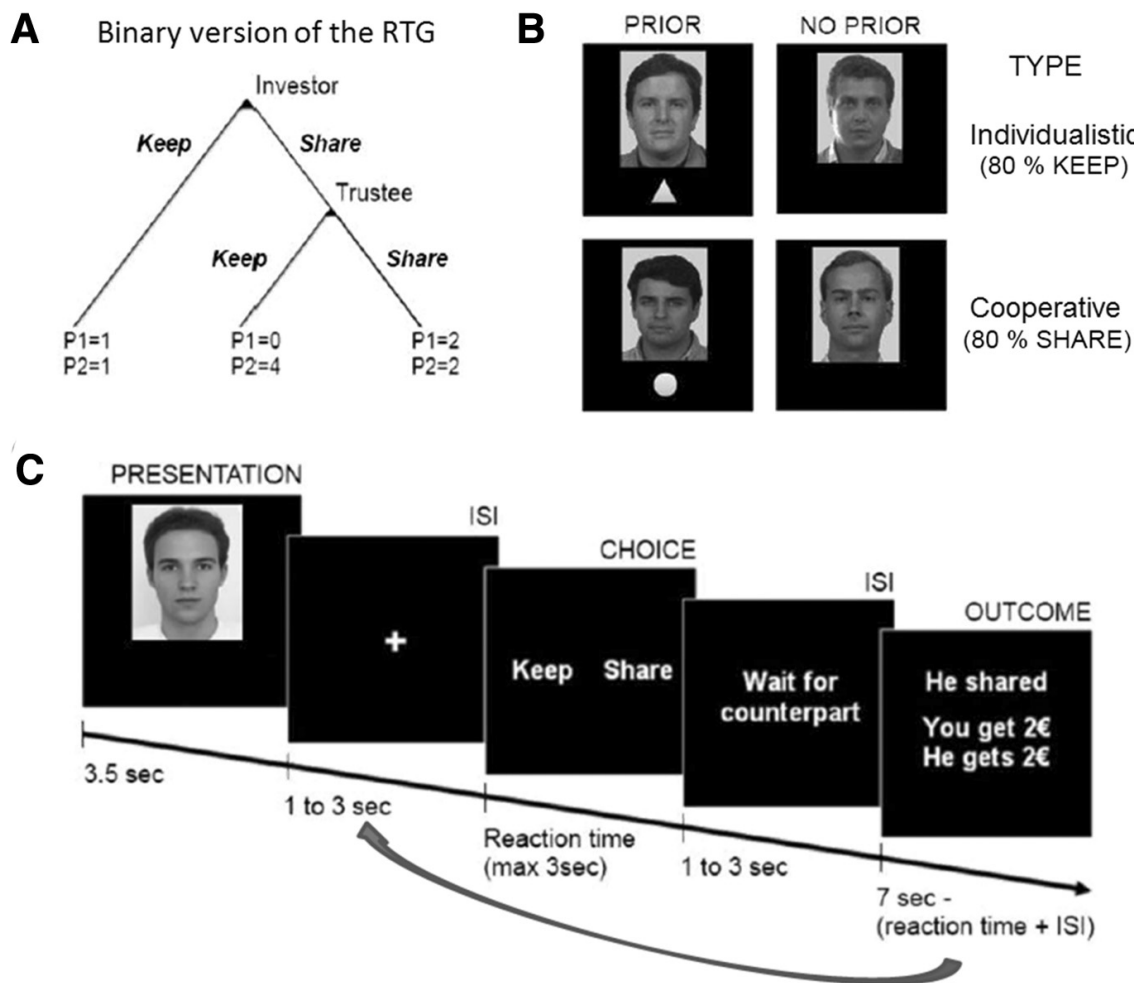 A
Binary version of the RTG
Investor
Keep
Share
Trustee
Keep
Share
P1=1
P2=1
P1=0
P2=4
P1=2
P2=2
B
PRIOR
NO PRIOR
TYPE
Individualistic
(80 % KEEP)
Cooperative
(80 % SHARE)
C
PRESENTATION
ISI
CHOICE
ISI
OUTCOME
+
Keep Share
Wait for
counterpart
He shared
You get 2€
He gets 2€
3.5 sec
1 to 3 sec
Reaction time
(max 3sec)
1 to 3 sec
7 sec -
(reaction time + ISI)